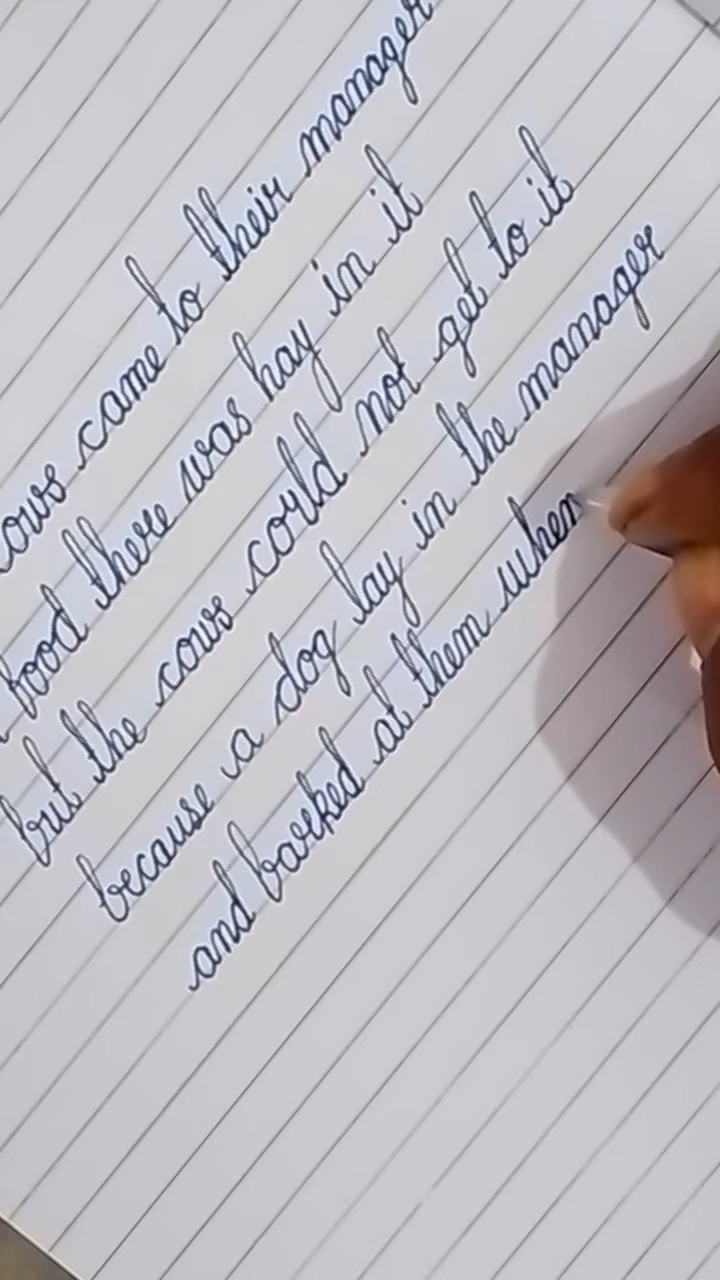 cows came to their manager
food there was hay in it
but the cows could not get to it
because a dog lay in the manager
and barked at them when